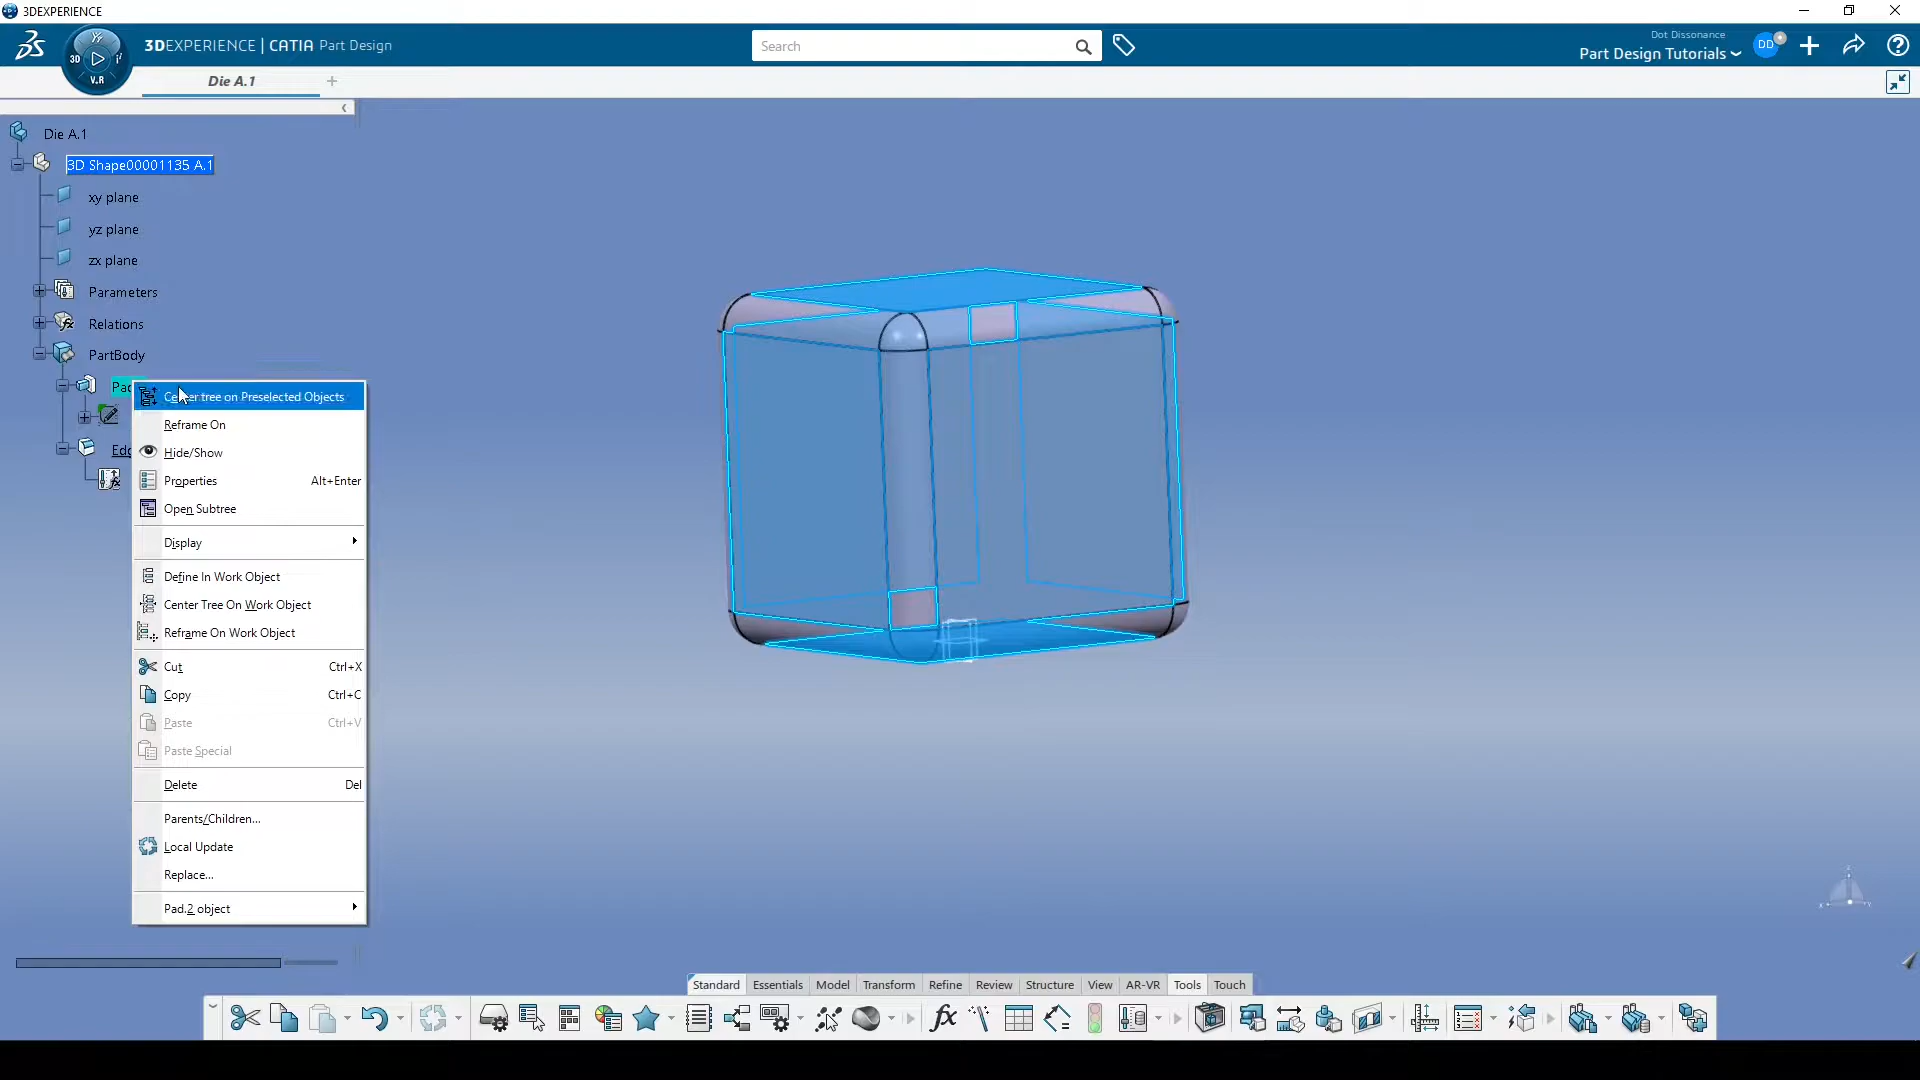 3DEXPERIENCE
3DEXPERIENCE | CATIA Part Design
3D
V.R
Search
Dot Dissonance
Part Design Tutorials
DD
Die A.1
Die A.1
3D Shape00001135 A.1
xy plane
yz plane
zx plane
Parameters
Relations
PartBody
Center tree on Preselected Objects
Reframe On
Hide/Show
Properties Alt+Enter
Open Subtree
Display
Define In Work Object
Center Tree On Work Object
Reframe On Work Object
Cut Ctrl+X
Copy Ctrl+C
Paste Ctrl+V
Paste Special
Delete Del
Parents/Children...
Local Update
Replace...
Pad.2 object
Standard Essentials Model Transform Refine Review Structure View AR-VR Tools Touch